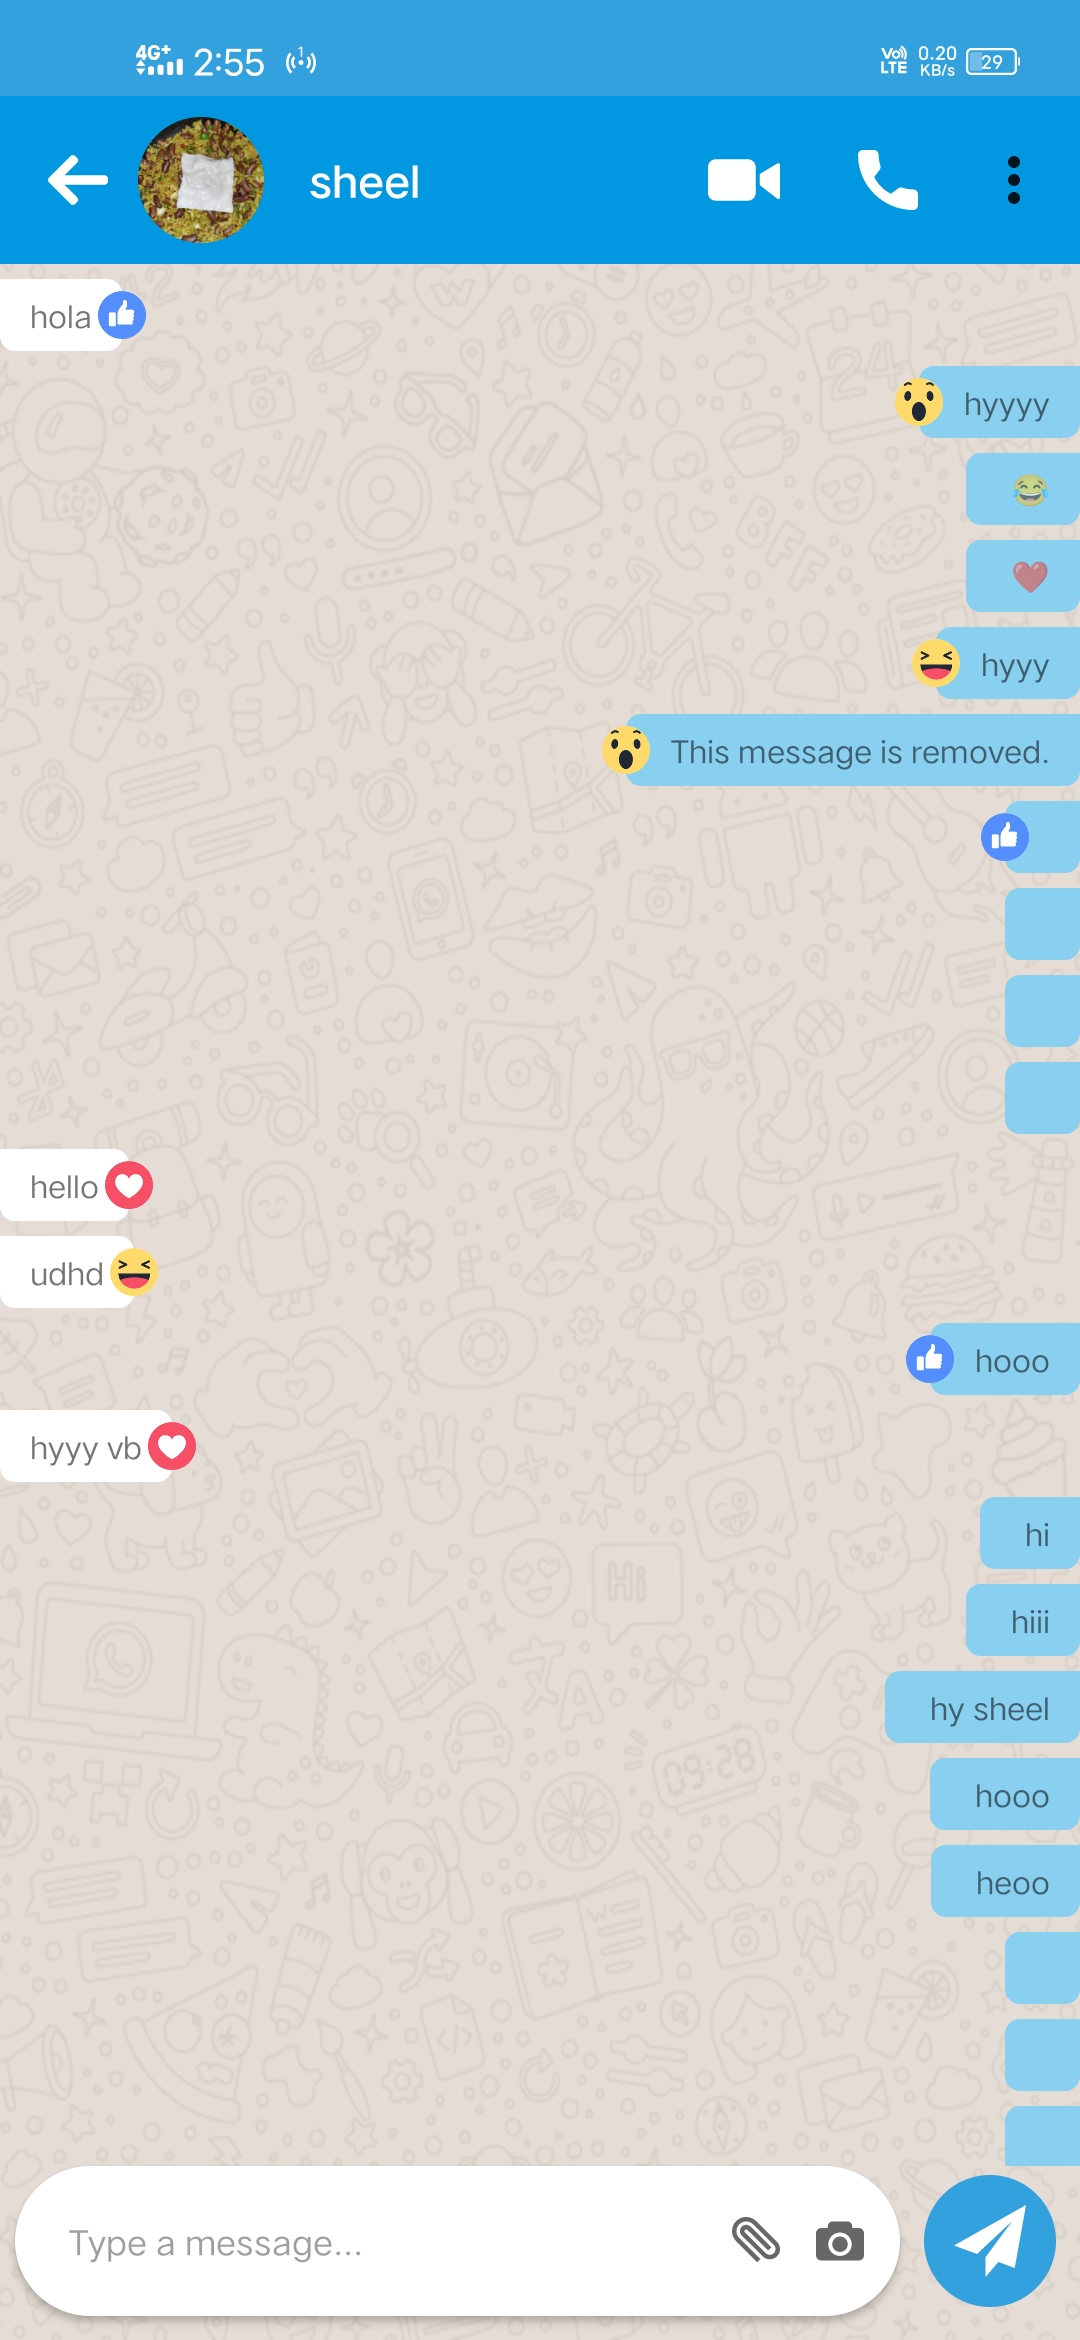 4G+ 2:55 1 Vo)) LTE 0.20 KB/s 29
sheel
hola
hyyyy
😂
❤️
hyyy
This message is removed.
hello
udhd
hooo
hyyy vb
hi
hiii
hy sheel
hooo
heoo
Type a message...